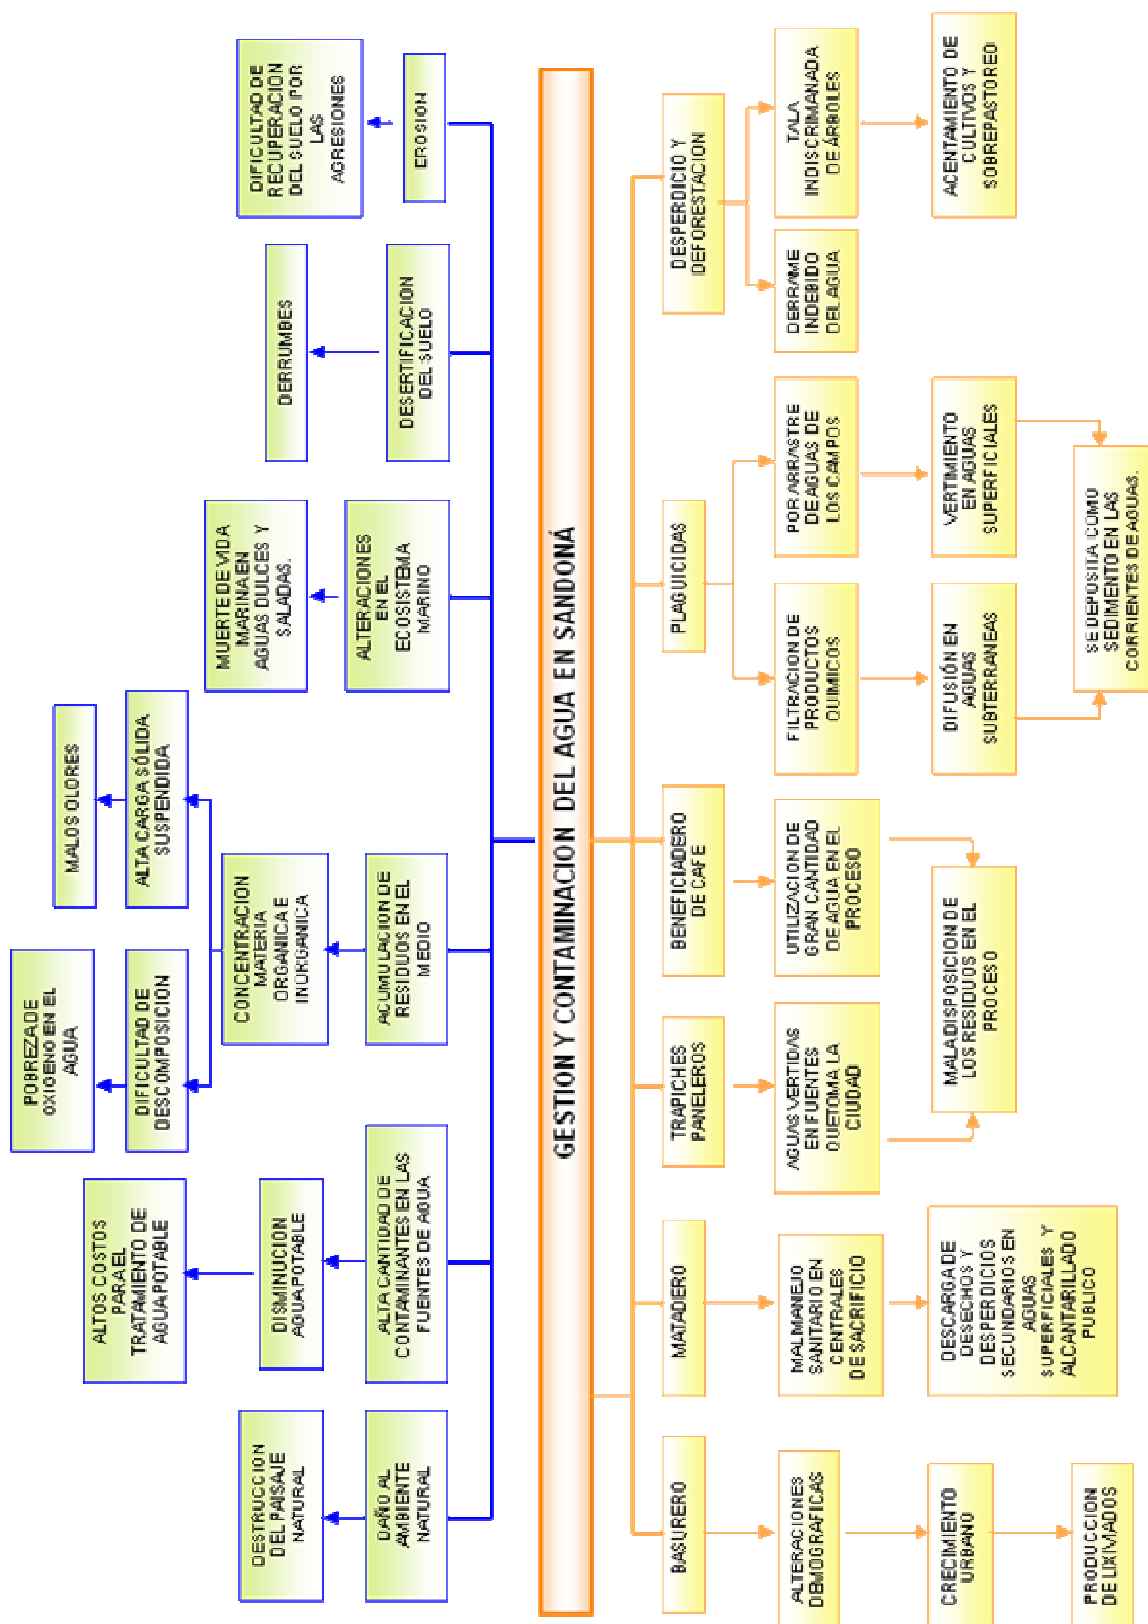 POBREZA DE
OXIGENO EN EL
AGUA
MALOS OLORES
ALTOS COSTOS
PARA EL
TRATAMIENTO DE
AGUA POTABLE
DIFICULTAD DE
DESCOMPOSICION
ALTA CARGA SÓLIDA
SUSPENDIDA
DESTRUCCION
DEL PAISAJE
NATURAL
DISMINUCION
AGUA POTABLE
CONCENTRACION
MATERIA
ORGANICA E
INORGANICA
MUERTE DE VIDA
MARINA EN
AGUAS DULCES Y
SALADAS.
DERRUMBES
DIFICULTAD DE
RECUPERACION
DEL SUELO POR
LAS
AGRESIONES
DAÑO AL
AMBIENTE
NATURAL
ALTA CANTIDAD DE
CONTAMINANTES EN LAS
FUENTES DE AGUA
ACUMULACION DE
RESIDUOS EN EL
MEDIO
ALTERACIONES
EN EL
ECOSISTEMA
MARINO
DESERTIFICACION
DEL SUELO
EROSION
GESTION Y CONTAMINACION DEL AGUA EN SANDONÁ
BASURERO
MATADERO
TRAPICHES
PANELEROS
BENEFICIADERO
DE CAFE
PLAGUICIDAS
DESPERDICIO Y
DEFORESTACION
ALTERACIONES
DEMOGRAFICAS
MAL MANEJO
SANITARIO EN
CENTRALES
DE SACRIFICIO
AGUAS VERTIDAS
EN FUENTES
QUE TOMA LA
CIUDAD
UTILIZACION DE
GRAN CANTIDAD
DE AGUA EN EL
PROCESO
FILTRACION DE
PRODUCTOS
QUIMICOS
POR ARRASTRE
DE AGUAS DE
LOS CAMPOS
DERRAME
INDEBIDO
DEL AGUA
TALA
INDISCRIMANADA
DE ÁRBOLES
CRECIMIENTO
URBANO
DESCARGA DE
DESECHOS Y
DESPERDICIOS
SECUNDARIOS EN
AGUAS
SUPERFICIALES Y
ALCANTARILLADO
PUBLICO
MALA DISPOSICION DE
LOS RESIDUOS EN EL
PROCESO
DIFUSIÓN EN
AGUAS
SUBTERRANEAS
VERTIMIENTO
EN AGUAS
SUPERFICIALES
ACENTAMIENTO DE
CULTIVOS Y
SOBREPASTOREO
PRODUCCION
DE LIXIMADOS
SE DEPOSITA COMO
SEDIMENTO EN LAS
CORRIENTES DE AGUAS.